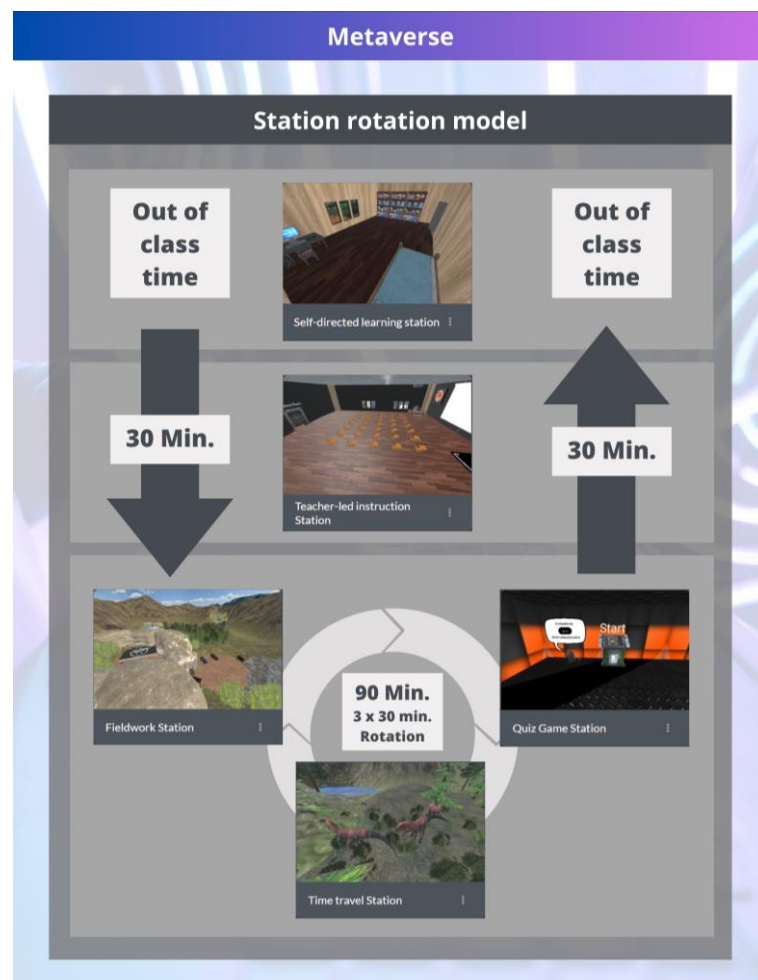 Metaverse
Station rotation model
Out of
class
time
Self-directed learning station
Out of
class
time
30 Min.
Teacher-led instruction
Station
30 Min.
Fieldwork Station
90 Min.
3 x 30 min.
Rotation
Start
Quiz Game Station
Time travel Station